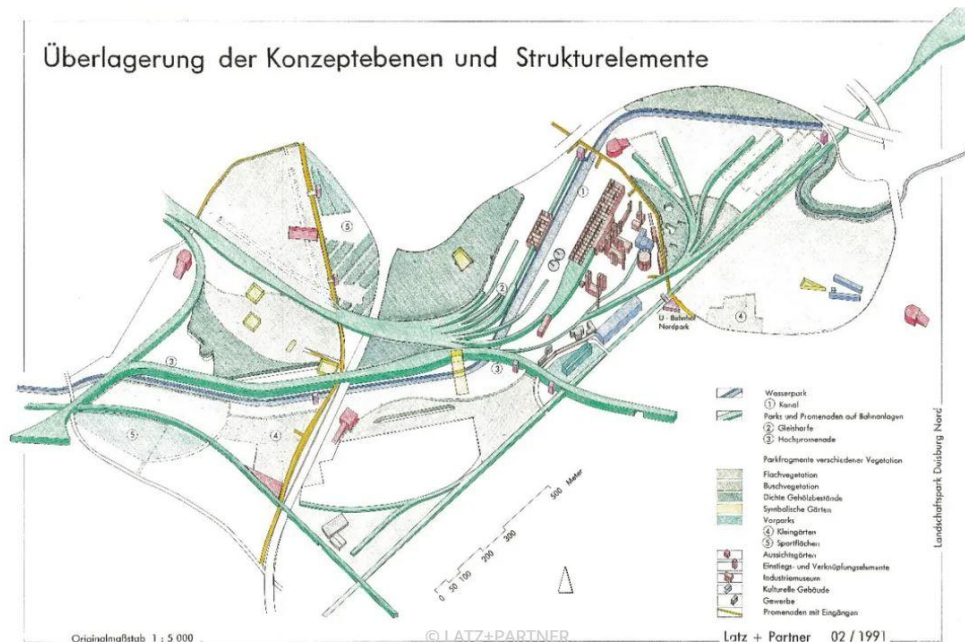 Überlagerung der Konzeptebenen und Strukturelemente
5
1
2
3
3
4
4
5
U - Bahnhof
Nordpark
0 50 100 200 300 500 Meter
Wasserpark
① Kanal
Parks und Promenaden auf Bahnanlagen
② Gleisharfe
③ Hochpromenade
Parkfragmente verschiedener Vegetation
Flachvegetation
Buschvegetation
Dichte Gehölzbestände
Symbolische Gärten
Vorparks
④ Kleingärten
⑤ Sportflächen
Aussichtsgärten
Einstiegs- und Verknüpfungselemente
Industriemuseum
Kulturelle Gebäude
Gewerbe
Promenaden mit Eingängen
Landschaftspark Duisburg Nord
Originalmaßstab 1 : 5 000
© LATZ+PARTNER
Latz + Partner 02 / 1991